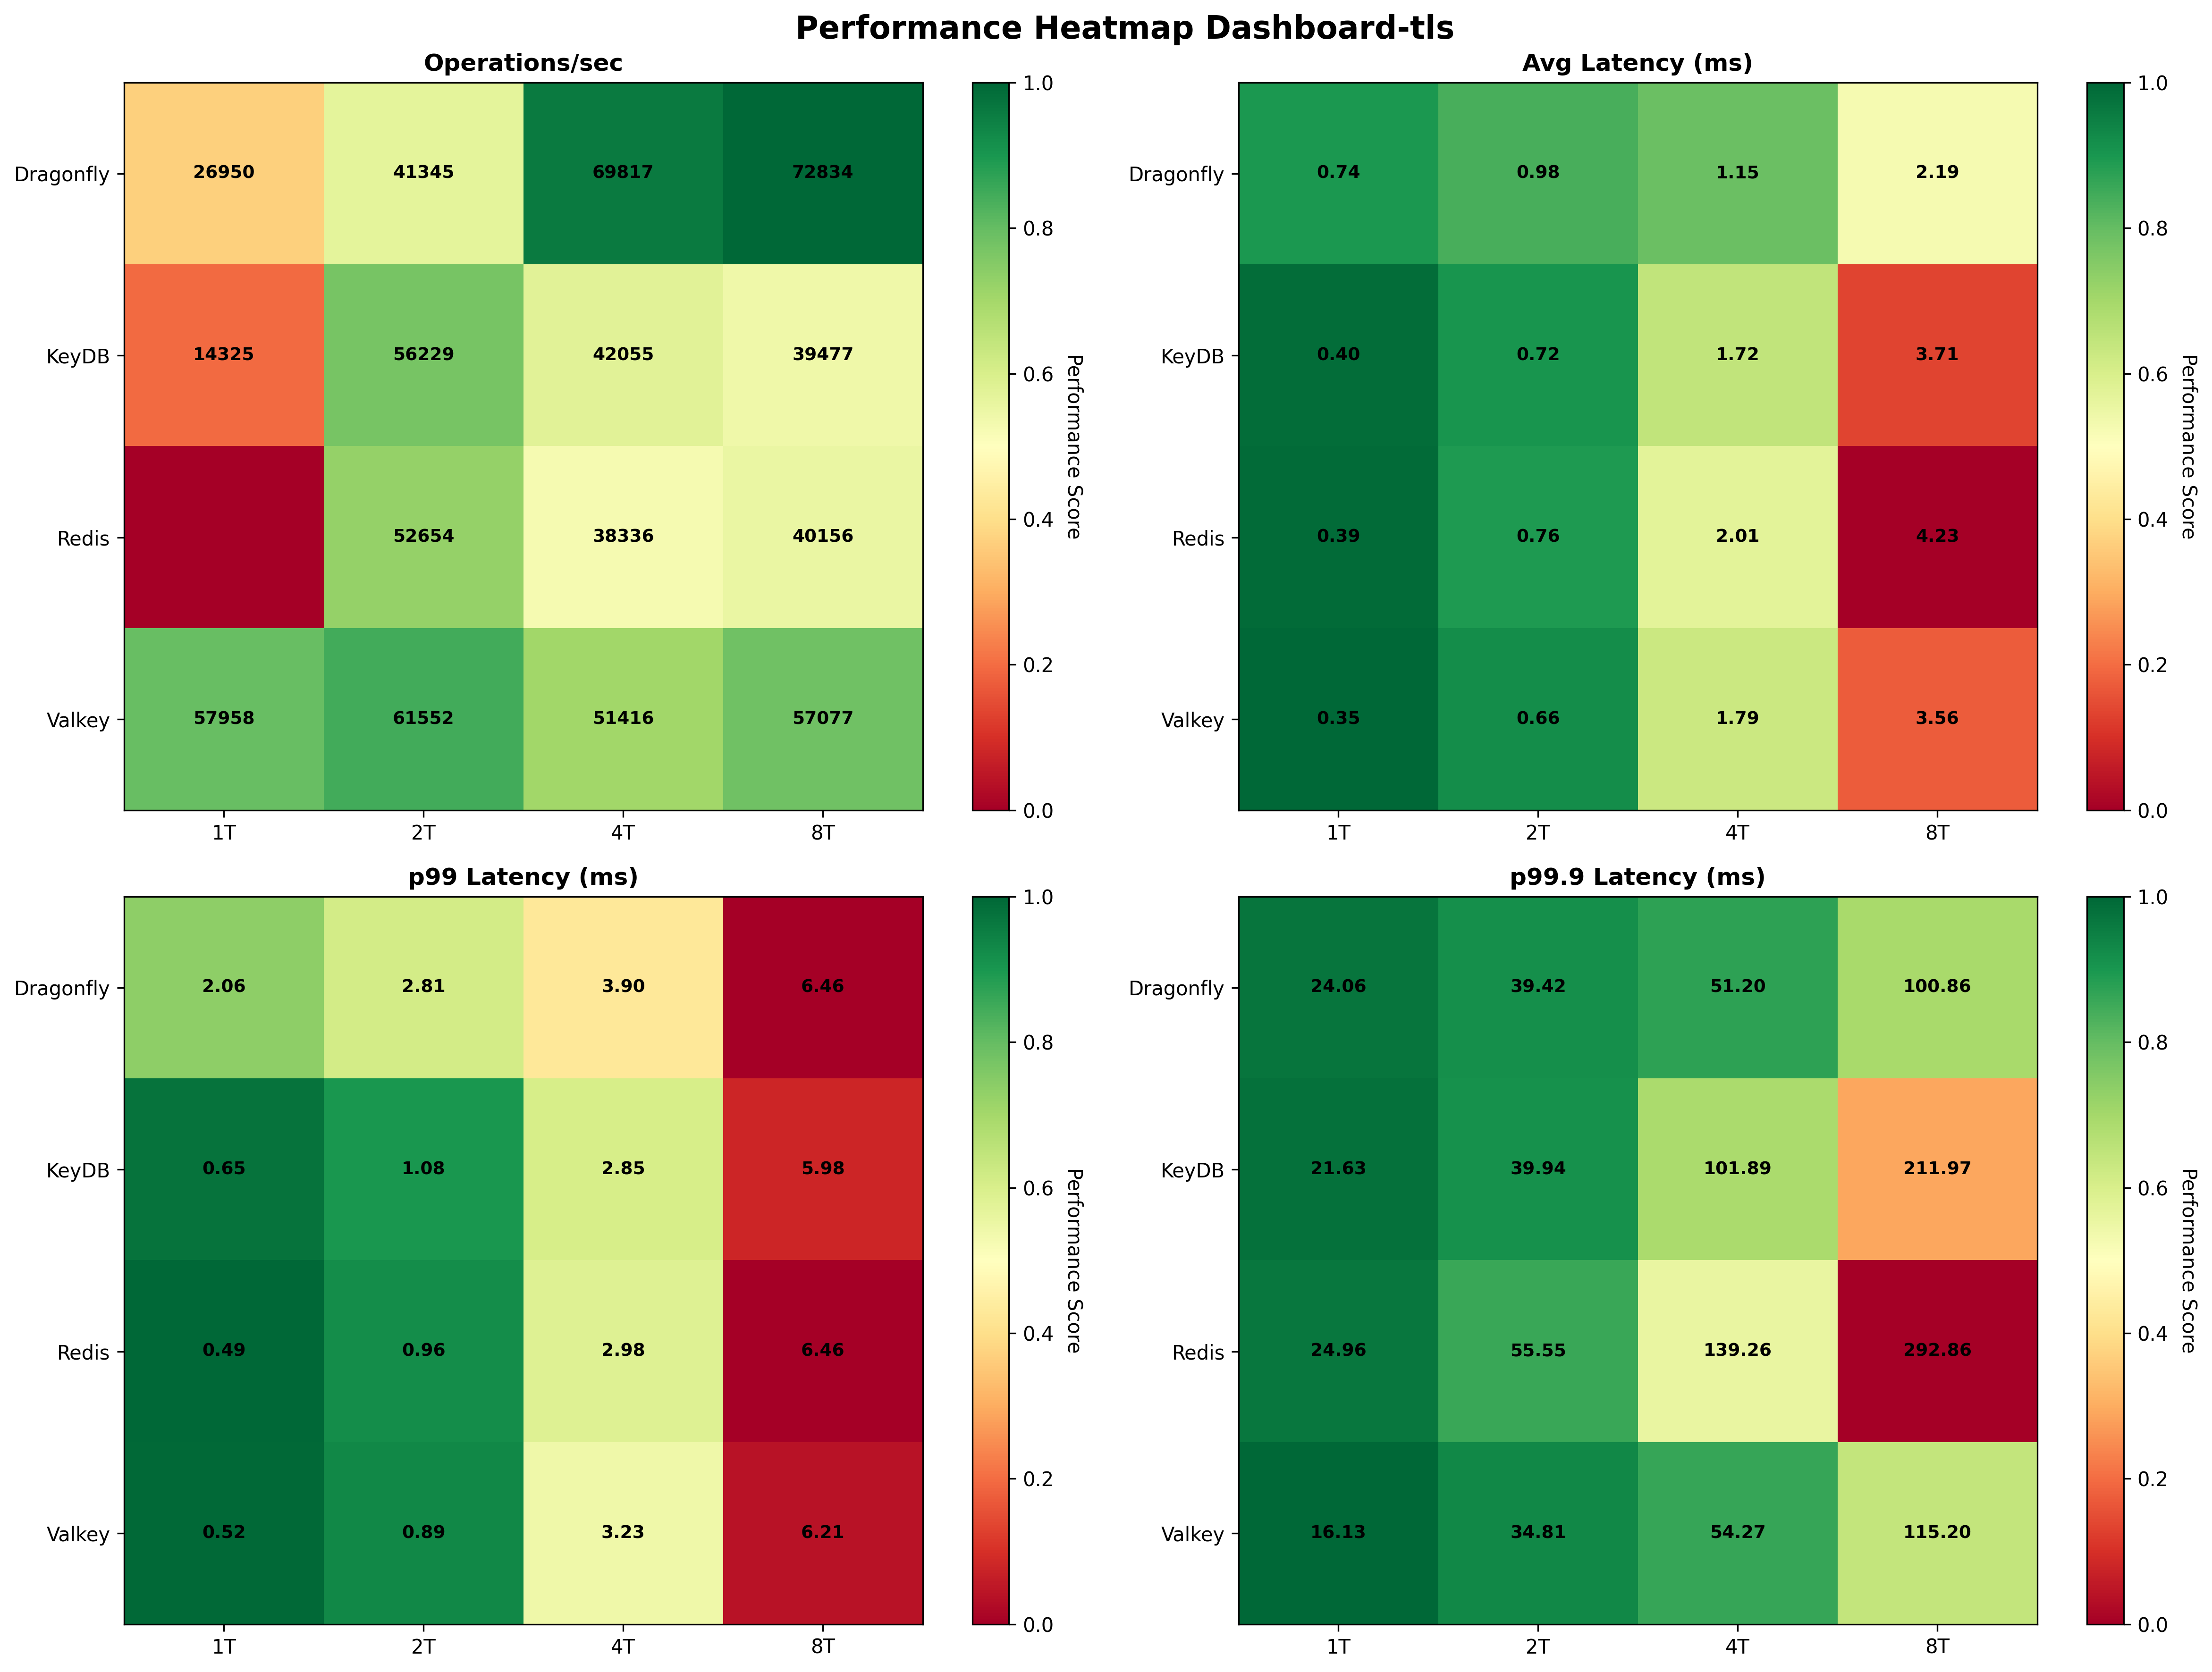 Performance Heatmap Dashboard-tls
Operations/sec
Dragonfly 26950 41345 69817 72834
KeyDB 14325 56229 42055 39477
Redis 52654 38336 40156
Valkey 57958 61552 51416 57077
1T 2T 4T 8T
1.0
0.8
0.6
0.4
0.2
0.0
Performance Score
Avg Latency (ms)
Dragonfly 0.74 0.98 1.15 2.19
KeyDB 0.40 0.72 1.72 3.71
Redis 0.39 0.76 2.01 4.23
Valkey 0.35 0.66 1.79 3.56
1T 2T 4T 8T
1.0
0.8
0.6
0.4
0.2
0.0
Performance Score
p99 Latency (ms)
Dragonfly 2.06 2.81 3.90 6.46
KeyDB 0.65 1.08 2.85 5.98
Redis 0.49 0.96 2.98 6.46
Valkey 0.52 0.89 3.23 6.21
1T 2T 4T 8T
1.0
0.8
0.6
0.4
0.2
0.0
Performance Score
p99.9 Latency (ms)
Dragonfly 24.06 39.42 51.20 100.86
KeyDB 21.63 39.94 101.89 211.97
Redis 24.96 55.55 139.26 292.86
Valkey 16.13 34.81 54.27 115.20
1T 2T 4T 8T
1.0
0.8
0.6
0.4
0.2
0.0
Performance Score